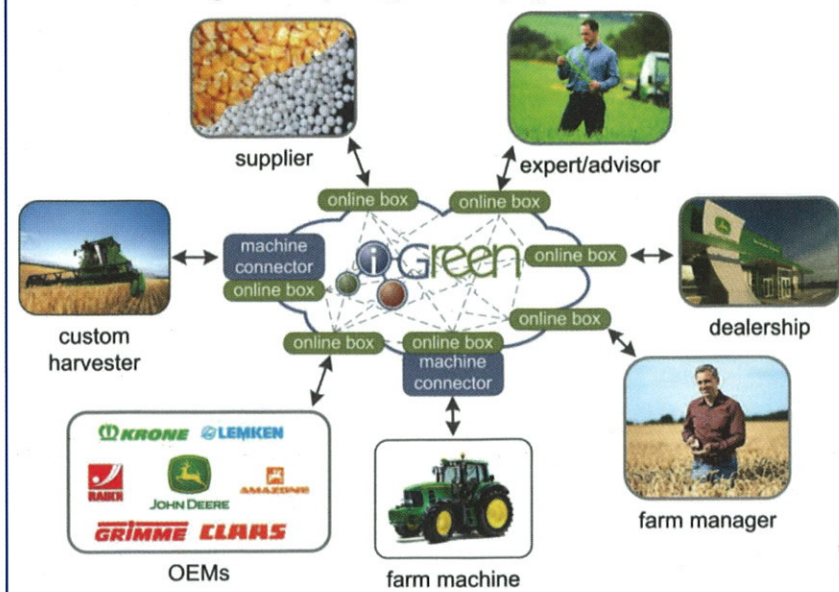 supplier
expert/advisor
online box
online box
machine
connector
online box
i-Green
online box
dealership
custom
harvester
online box
online box
online box
machine
connector
KRONE
LEMKEN
RAUCH
JOHN DEERE
AMAZONE
GRIMME
CLAAS
OEMs
farm machine
farm manager